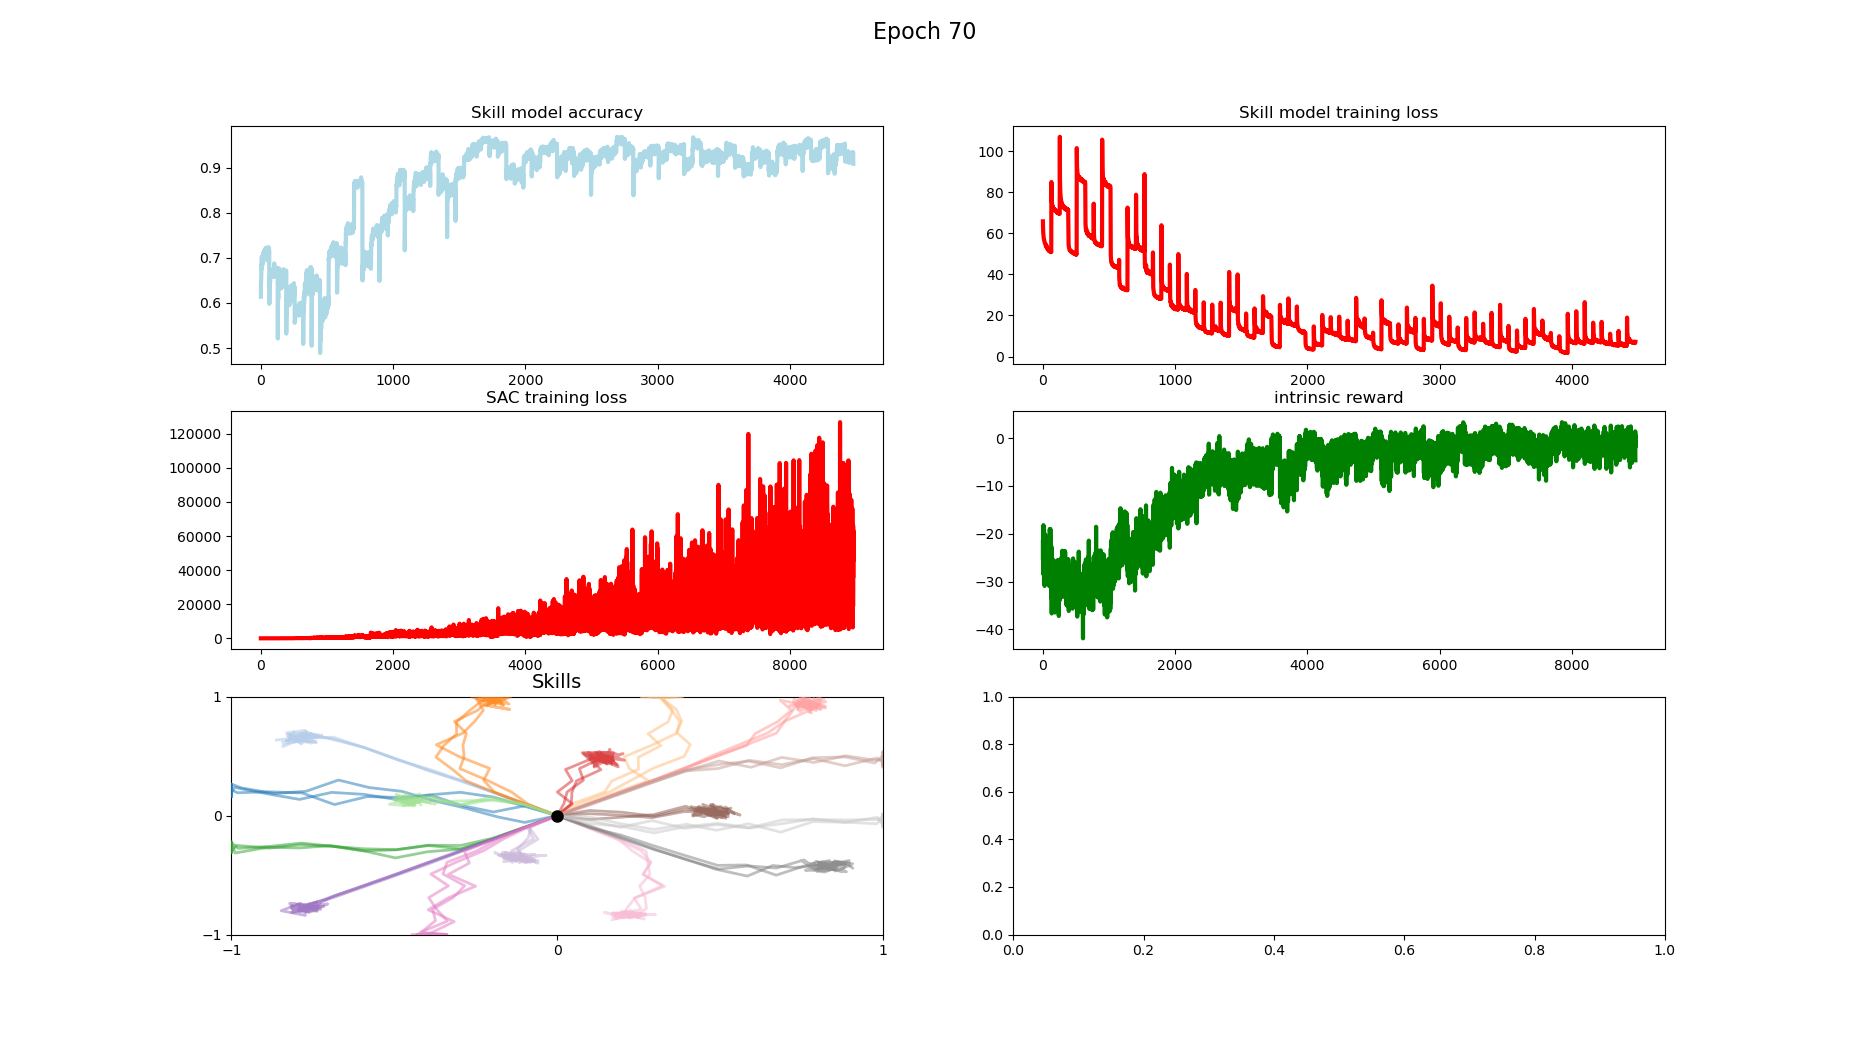 Epoch 70
Skill model accuracy
0.9
0.8
0.7
0.6
0.5
0 1000 2000 3000 4000
Skill model training loss
100
80
60
40
20
0
0 1000 2000 3000 4000
SAC training loss
120000
100000
80000
60000
40000
20000
0
0 2000 4000 6000 8000
intrinsic reward
0
−10
−20
−30
−40
0 2000 4000 6000 8000
Skills
1
0
−1
−1 0 1
1.0
0.8
0.6
0.4
0.2
0.0
0.0 0.2 0.4 0.6 0.8 1.0